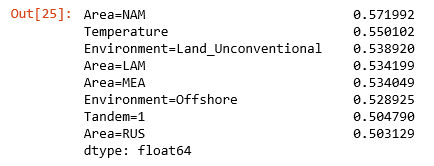 Out[25]: Area=NAM 0.571992
Temperature 0.550102
Environment=Land_Unconventional 0.538920
Area=LAM 0.534199
Area=MEA 0.534049
Environment=Offshore 0.528925
Tandem=1 0.504790
Area=RUS 0.503129
dtype: float64